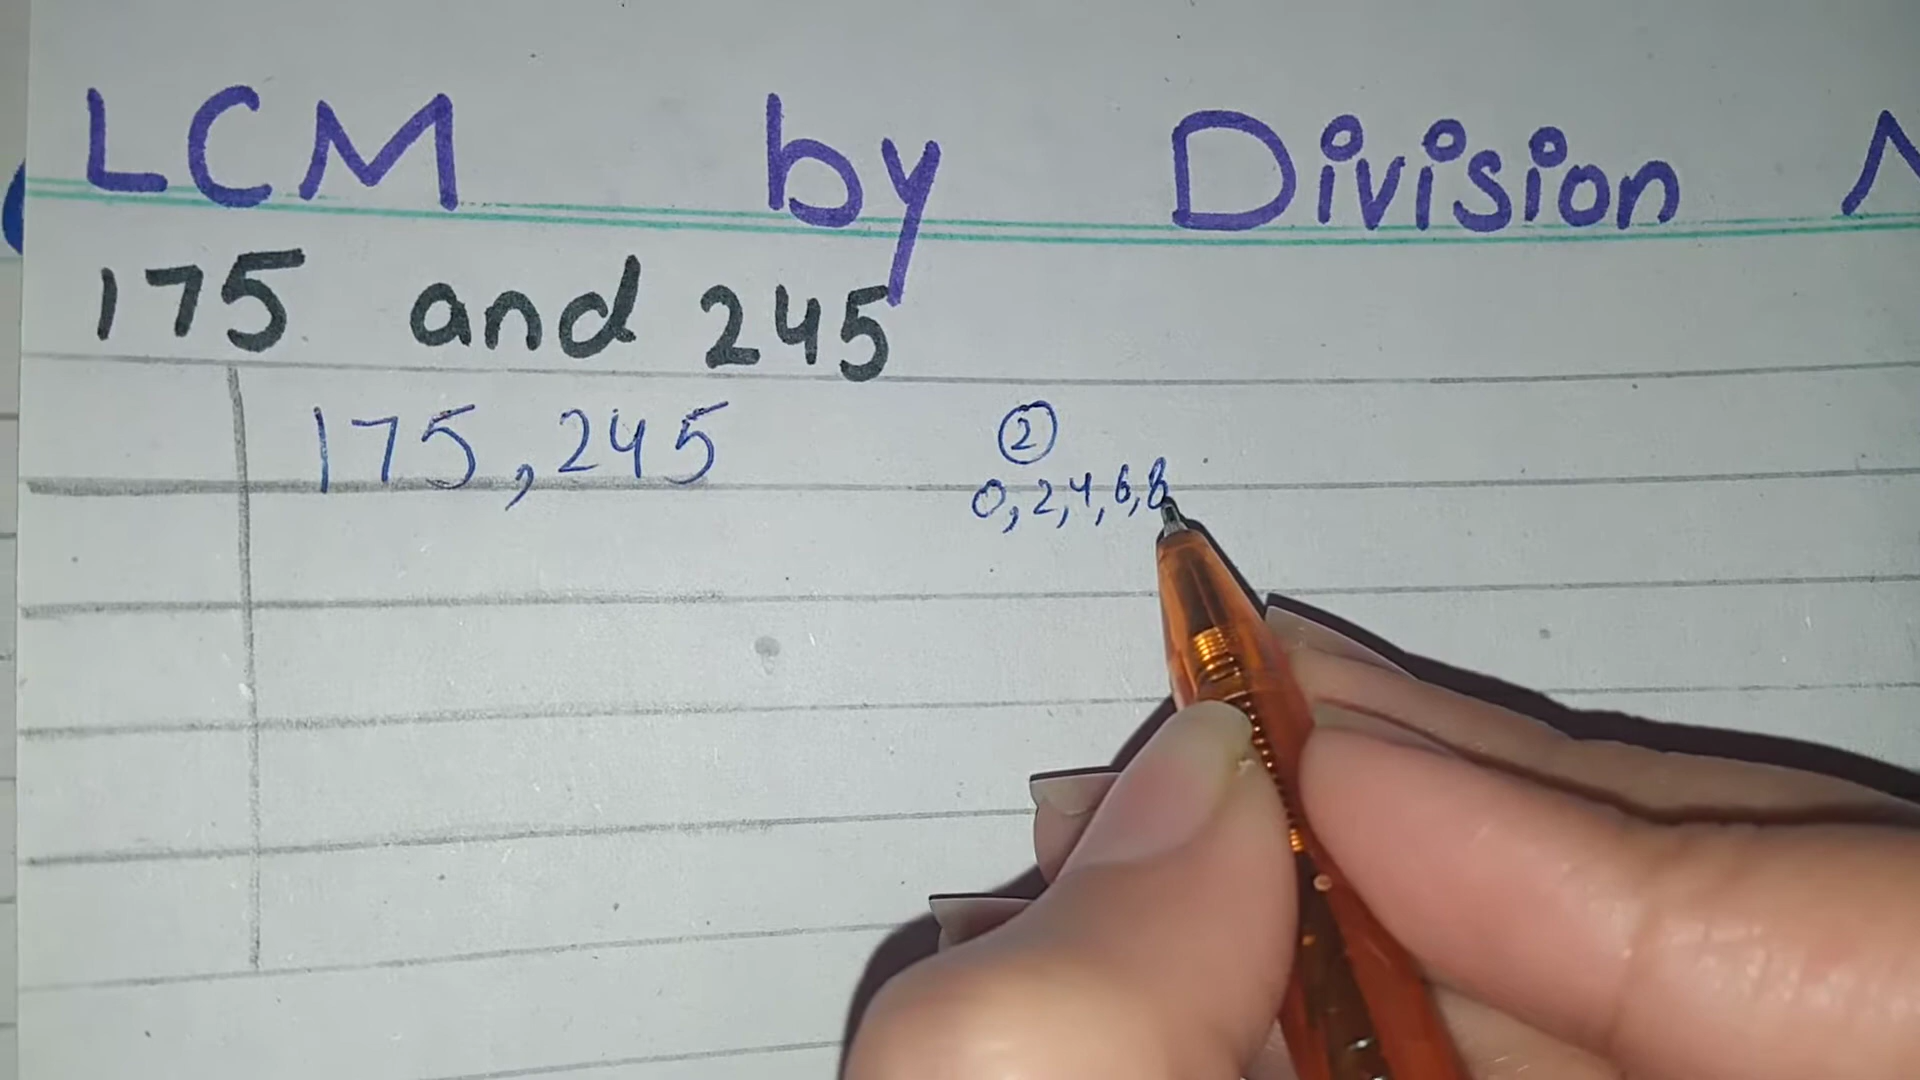 LCM by Division
175 and 245
175, 245
2
0, 2, 4, 6, 8